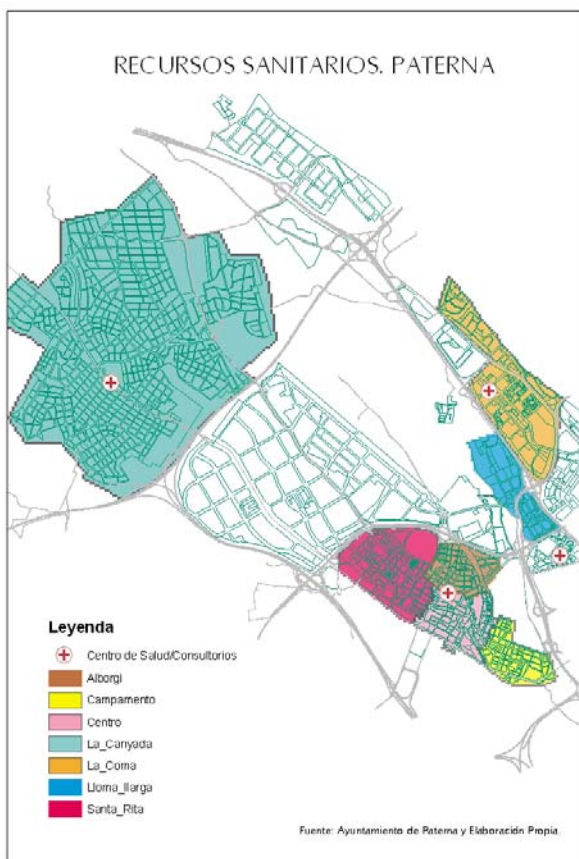 RECURSOS SANITARIOS. PATERNA
Leyenda
Centro de Salud/Consultorios
Alborgi
Campamento
Centro
La_Canyada
La_Coma
Lloma_llarga
Santa_Rita
Fuente: Ayuntamiento de Paterna y Elaboración Propia.